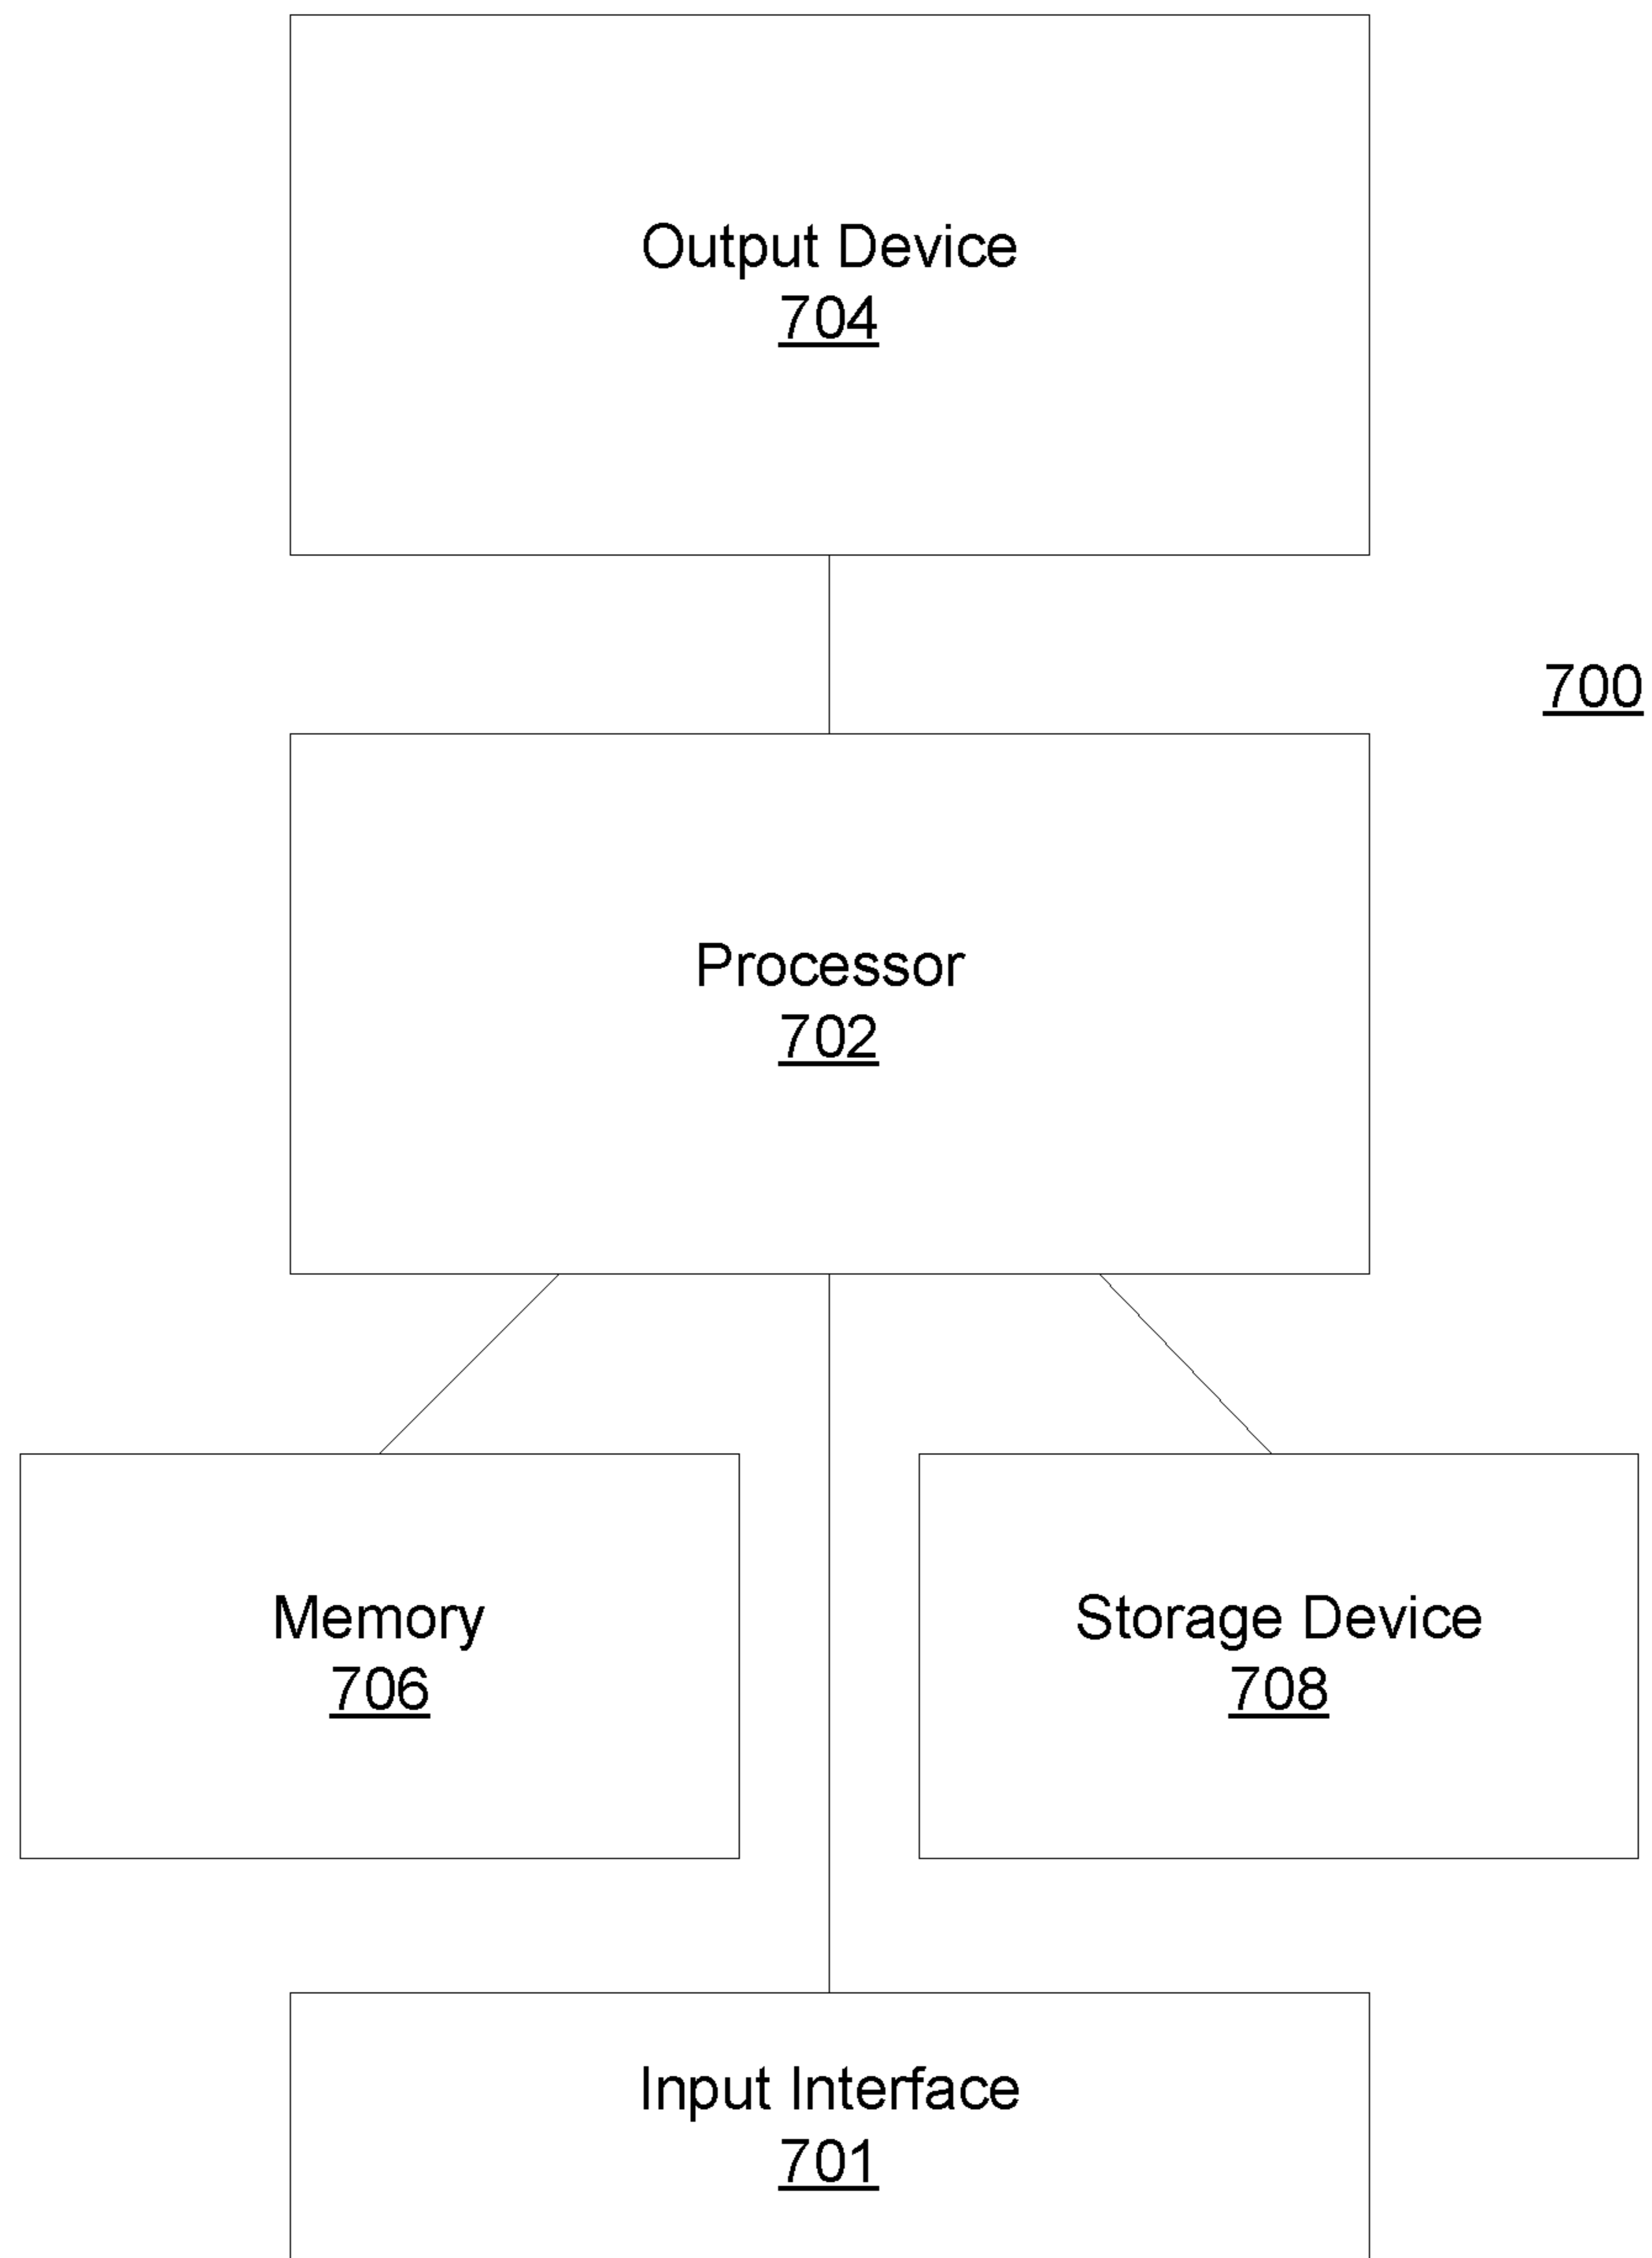 Output Device
704
700
Processor
702
Memory
706
Storage Device
708
Input Interface
701